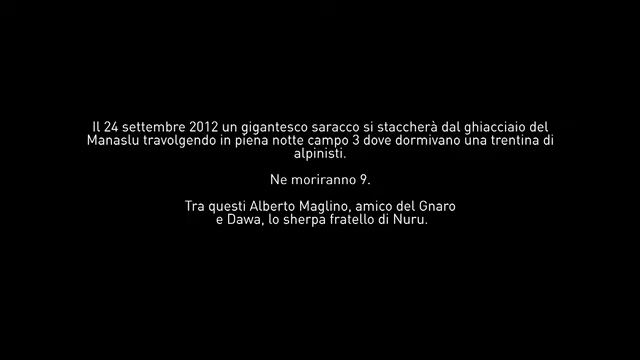 Il 24 settembre 2012 un gigantesco saracco si staccherà dal ghiacciaio del
Manaslu travolgendo in piena notte campo 3 dove dormivano una trentina di
alpinisti.
Ne moriranno 9.
Tra questi Alberto Maglino, amico del Gnaro
e Dawa, lo sherpa fratello di Nuru.